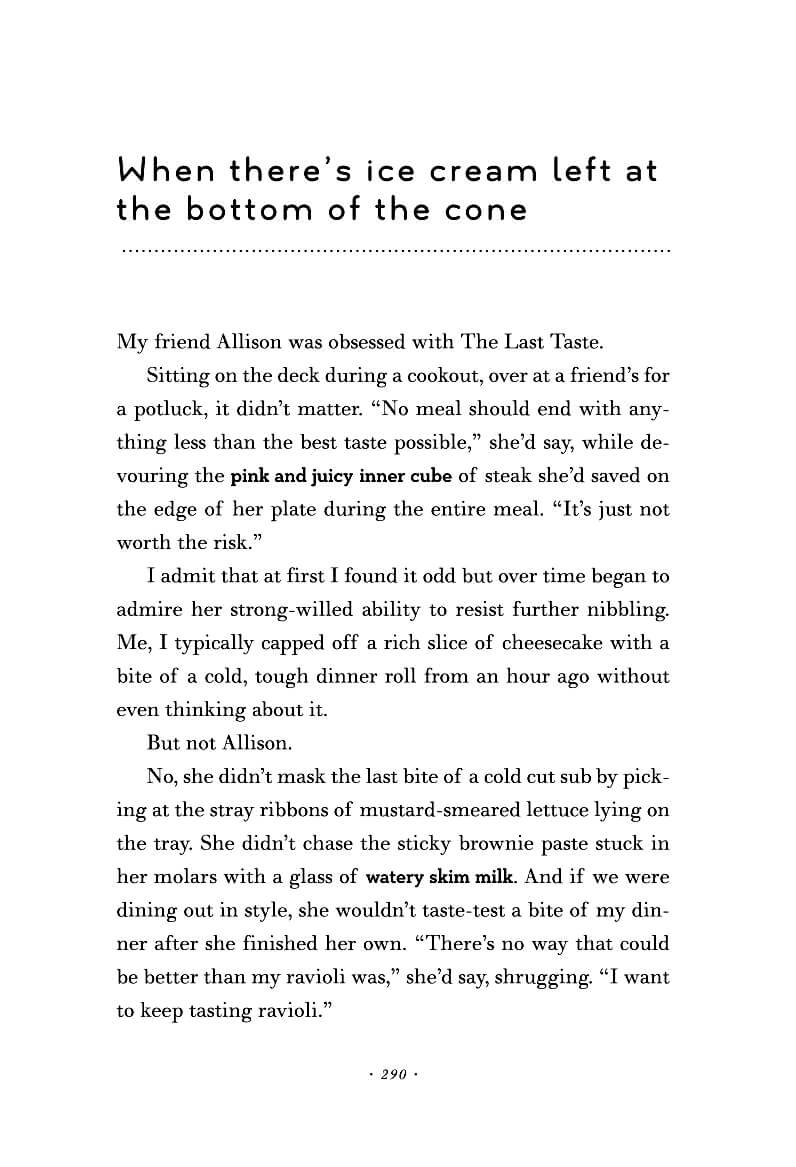 When there’s ice cream left at
the bottom of the cone
My friend Allison was obsessed with The Last Taste.
Sitting on the deck during a cookout, over at a friend’s for
a potluck, it didn’t matter. “No meal should end with any-
thing less than the best taste possible,” she’d say, while de-
vouring the pink and juicy inner cube of steak she’d saved on
the edge of her plate during the entire meal. “It’s just not
worth the risk.”
I admit that at first I found it odd but over time began to
admire her strong-willed ability to resist further nibbling.
Me, I typically capped off a rich slice of cheesecake with a
bite of a cold, tough dinner roll from an hour ago without
even thinking about it.
But not Allison.
No, she didn’t mask the last bite of a cold cut sub by pick-
ing at the stray ribbons of mustard-smeared lettuce lying on
the tray. She didn’t chase the sticky brownie paste stuck in
her molars with a glass of watery skim milk. And if we were
dining out in style, she wouldn’t taste-test a bite of my din-
ner after she finished her own. “There’s no way that could
be better than my ravioli was,” she’d say, shrugging. “I want
to keep tasting ravioli.”
· 290 ·